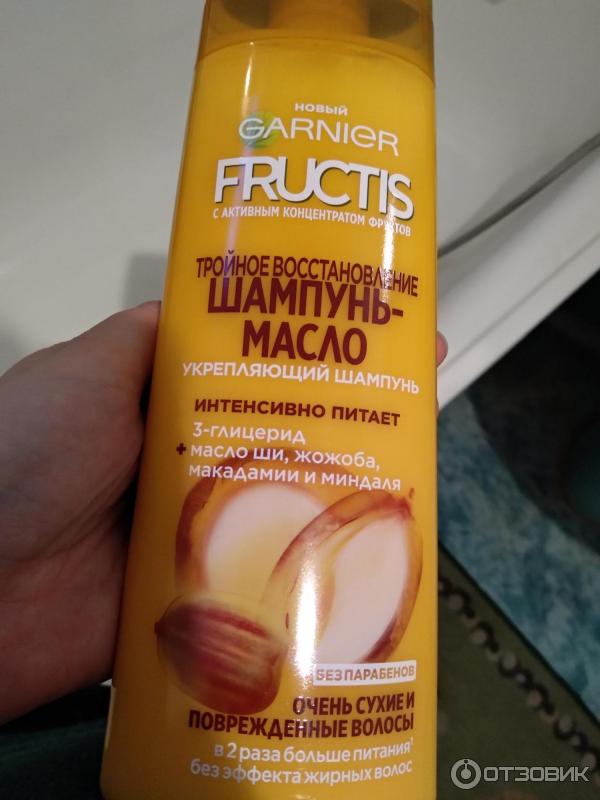 НОВЫЙ
GARNIER
FRUCTIS
С АКТИВНЫМ КОНЦЕНТРАТОМ ФРУКТОВ
ТРОЙНОЕ ВОССТАНОВЛЕНИЕ
ШАМПУНЬ-
МАСЛО
УКРЕПЛЯЮЩИЙ ШАМПУНЬ
ИНТЕНСИВНО ПИТАЕТ
3-глицерид
+ масло ши, жожоба,
макадамии и миндаля
БЕЗ ПАРАБЕНОВ
ОЧЕНЬ СУХИЕ И
ПОВРЕЖДЕННЫЕ ВОЛОСЫ
в 2 раза больше питания¹
без эффекта жирных волос
ОТЗОВИК